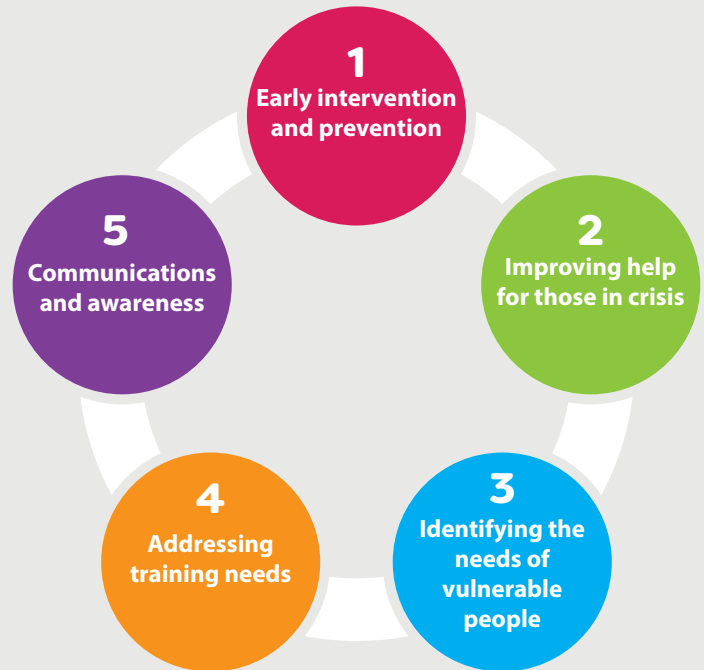 1
Early intervention
and prevention
2
Improving help
for those in crisis
3
Identifying the
needs of
vulnerable
people
4
Addressing
training needs
5
Communications
and awareness